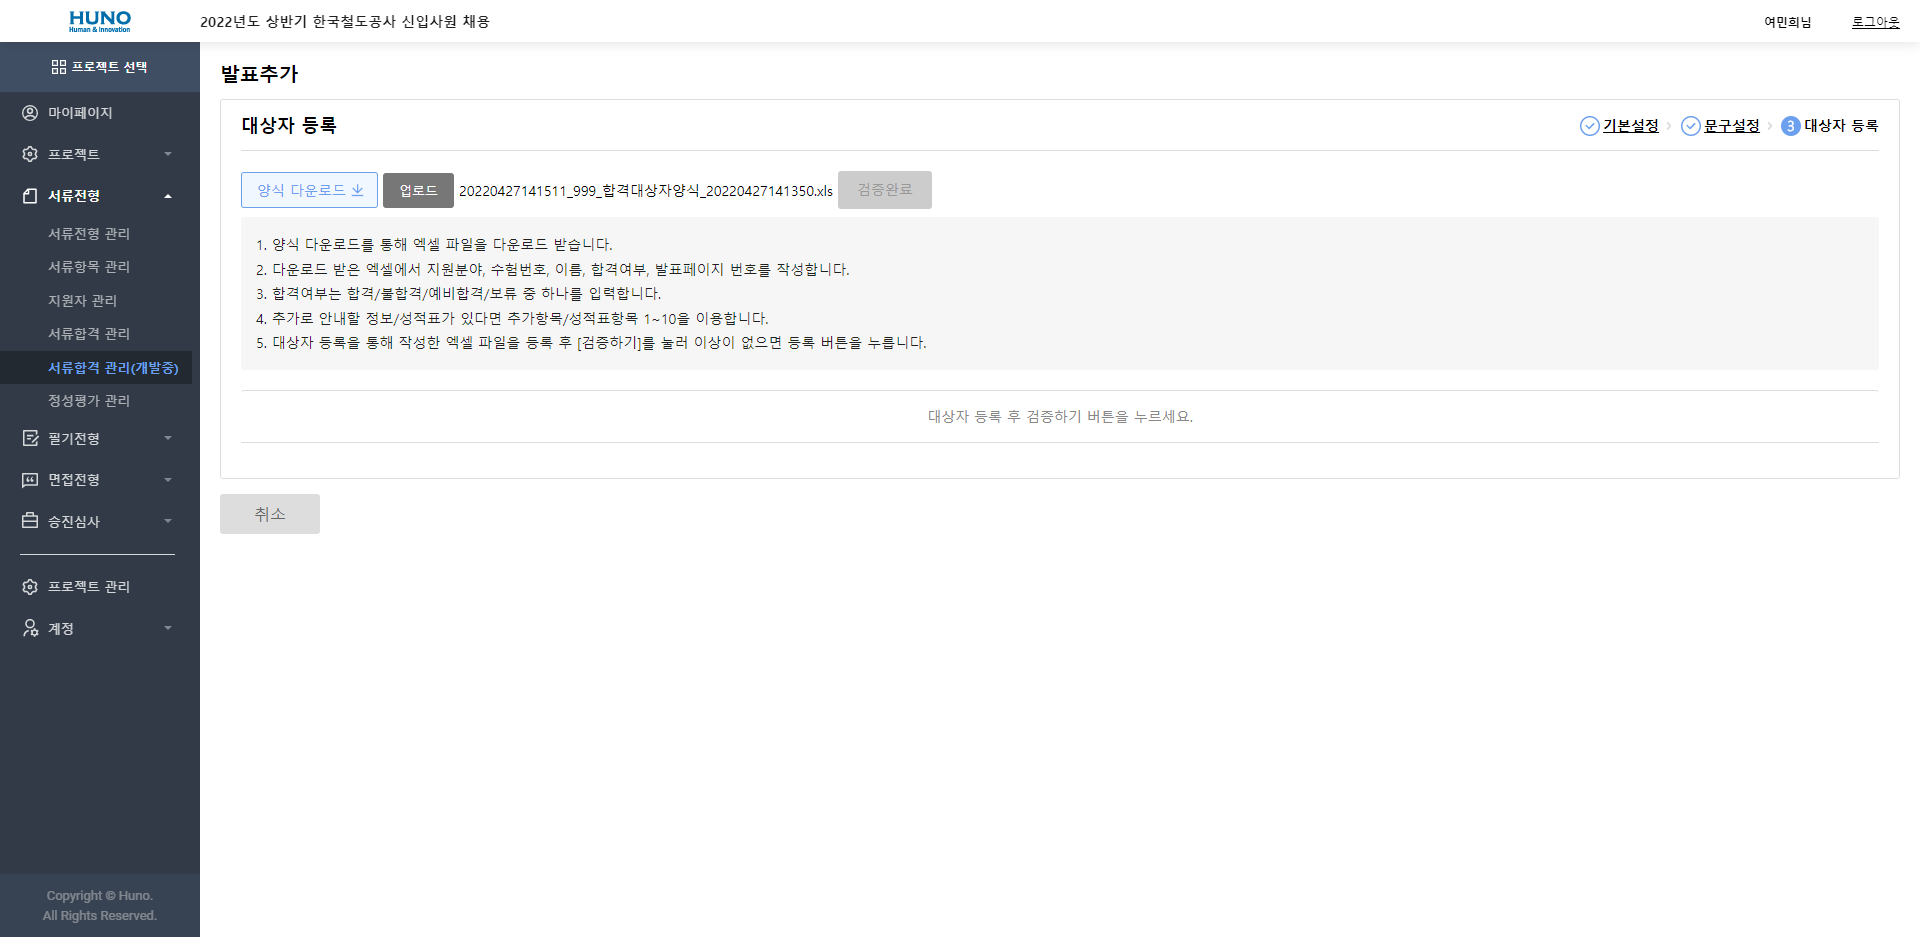 HUNO
Human & Innovation
2022년도 상반기 한국철도공사 신입사원 채용
여민희님
로그아웃
프로젝트 선택
마이페이지
프로젝트
서류전형
서류전형 관리
서류항목 관리
지원자 관리
서류합격 관리
서류합격 관리(개발중)
정성평가 관리
필기전형
면접전형
승진심사
프로젝트 관리
계정
Copyright © Huno.
All Rights Reserved.
발표추가
대상자 등록
기본설정
문구설정
3 대상자 등록
양식 다운로드
업로드
20220427141511_999_합격대상자양식_20220427141350.xls
검증완료
1. 양식 다운로드를 통해 엑셀 파일을 다운로드 받습니다.
2. 다운로드 받은 엑셀에서 지원분야, 수험번호, 이름, 합격여부, 발표페이지 번호를 작성합니다.
3. 합격여부는 합격/불합격/예비합격/보류 중 하나를 입력합니다.
4. 추가로 안내할 정보/성적표가 있다면 추가항목/성적표항목 1~10을 이용합니다.
5. 대상자 등록을 통해 작성한 엑셀 파일을 등록 후 [검증하기]를 눌러 이상이 없으면 등록 버튼을 누릅니다.
대상자 등록 후 검증하기 버튼을 누르세요.
취소